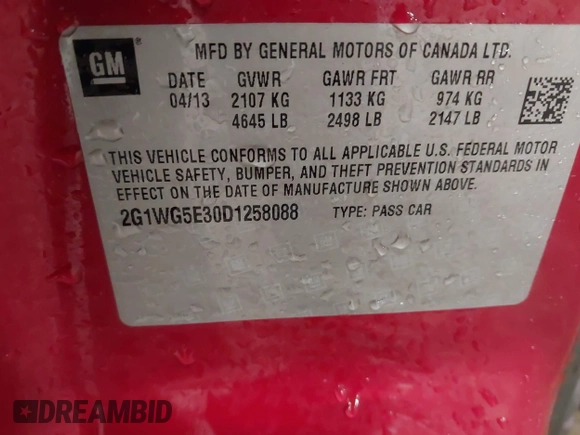 GM
MFD BY GENERAL MOTORS OF CANADA LTD.
DATE GVWR GAWR FRT GAWR RR
04/13 2107 KG 1133 KG 974 KG
4645 LB 2498 LB 2147 LB
THIS VEHICLE CONFORMS TO ALL APPLICABLE U.S. FEDERAL MOTOR
VEHICLE SAFETY, BUMPER, AND THEFT PREVENTION STANDARDS IN
EFFECT ON THE DATE OF MANUFACTURE SHOWN ABOVE.
2G1WG5E30D1258088 TYPE: PASS CAR
DREAMBID